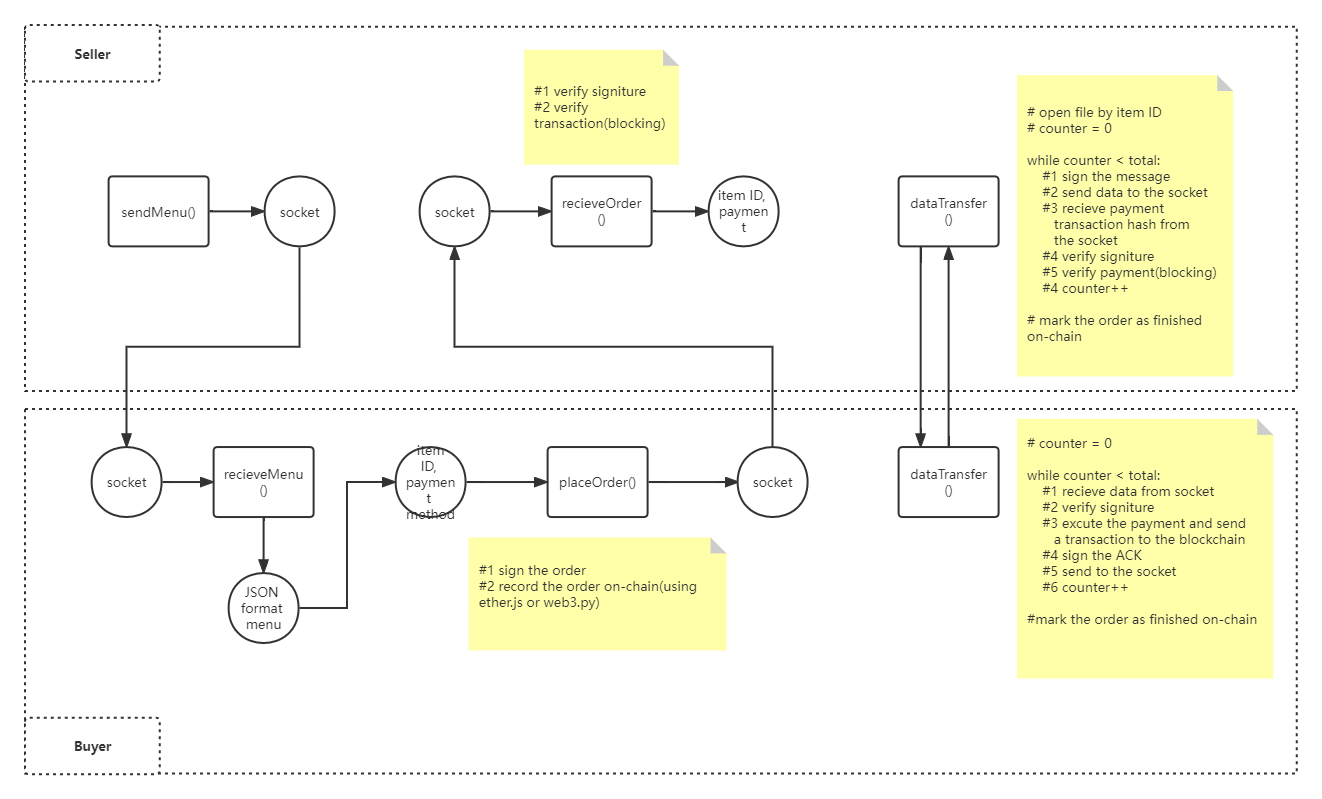 Seller
#1 verify signiture
#2 verify
transaction(blocking)
# open file by item ID
# counter = 0
while counter < total:
#1 sign the message
#2 send data to the socket
#3 recieve payment
transaction hash from
the socket
#4 verify signiture
#5 verify payment(blocking)
#4 counter++
# mark the order as finished
on-chain
sendMenu()
socket
socket
recieveOrder
()
item ID,
paymen
t
dataTransfer
()
socket
recieveMenu
()
item
ID,
paymen
t
method
placeOrder()
socket
dataTransfer
()
# counter = 0
while counter < total:
#1 recieve data from socket
#2 verify signiture
#3 excute the payment and send
a transaction to the blockchain
#4 sign the ACK
#5 send to the socket
#6 counter++
#mark the order as finished on-chain
#1 sign the order
#2 record the order on-chain(using
ether.js or web3.py)
JSON
format
menu
Buyer